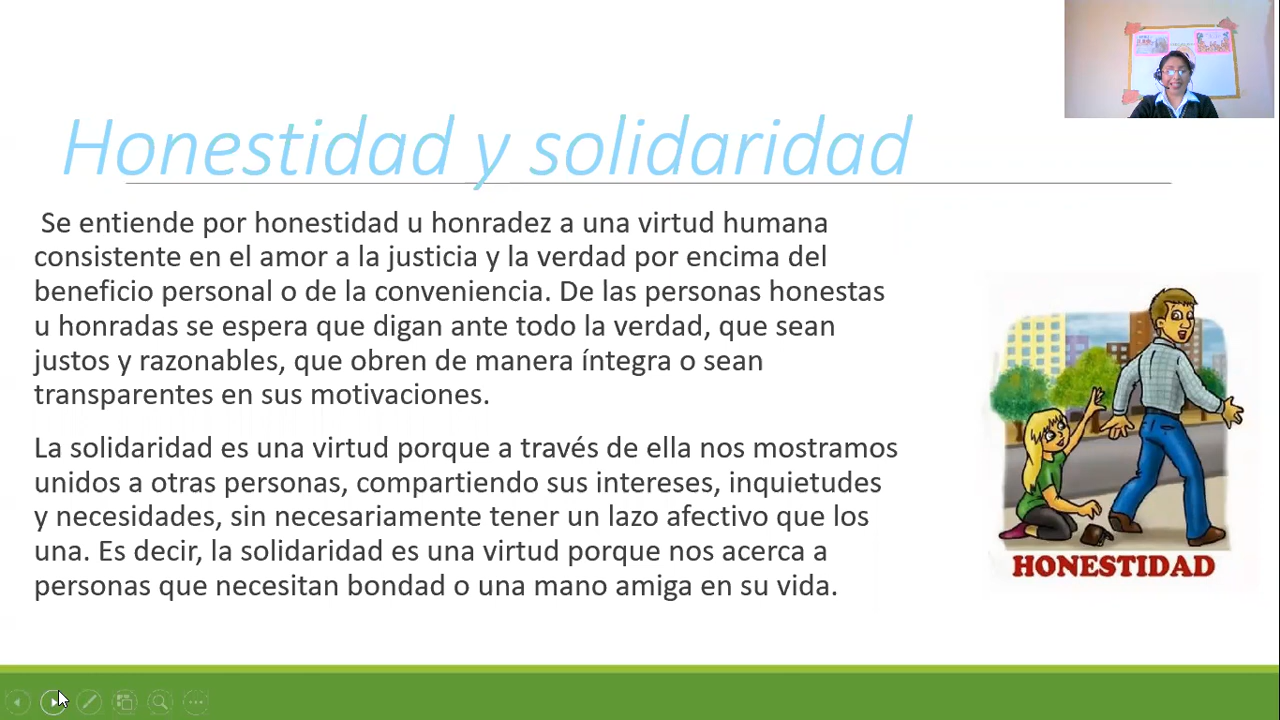 Honestidad y solidaridad
Se entiende por honestidad u honradez a una virtud humana
consistente en el amor a la justicia y la verdad por encima del
beneficio personal o de la conveniencia. De las personas honestas
u honradas se espera que digan ante todo la verdad, que sean
justos y razonables, que obren de manera íntegra o sean
transparentes en sus motivaciones.
La solidaridad es una virtud porque a través de ella nos mostramos
unidos a otras personas, compartiendo sus intereses, inquietudes
y necesidades, sin necesariamente tener un lazo afectivo que los
una. Es decir, la solidaridad es una virtud porque nos acerca a
personas que necesitan bondad o una mano amiga en su vida.
HONESTIDAD